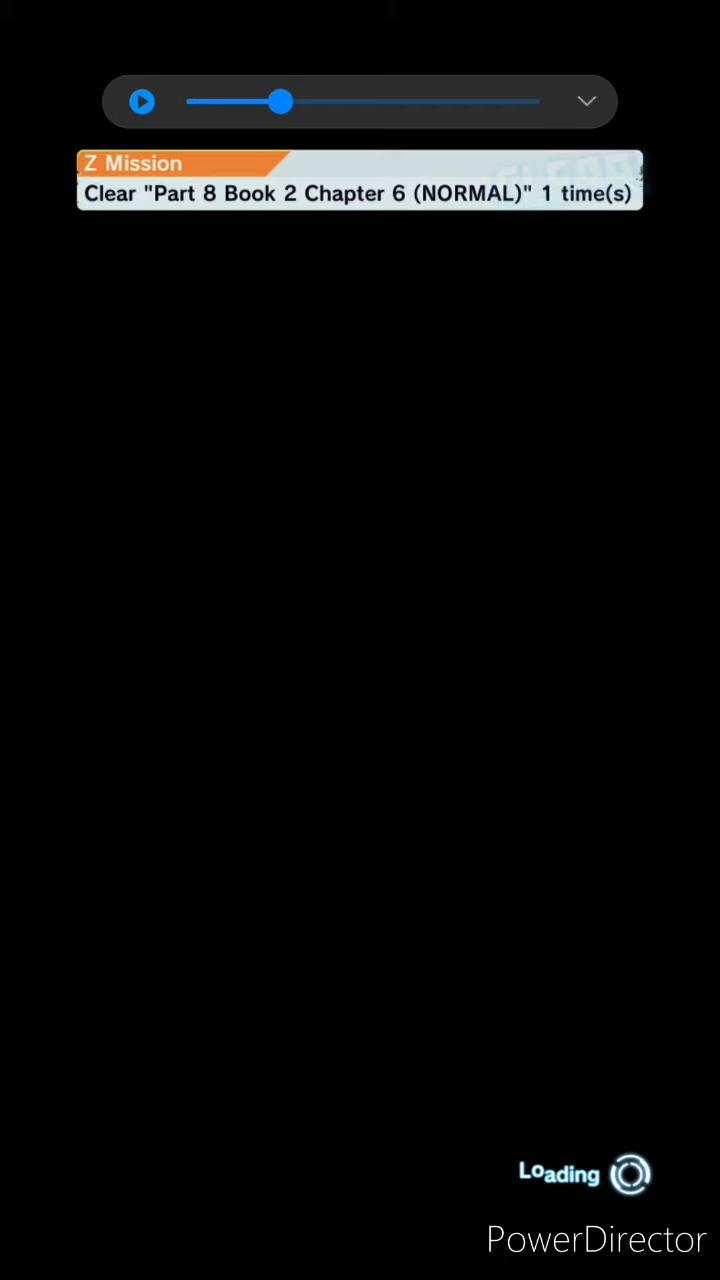 Z Mission
Clear "Part 8 Book 2 Chapter 6 (NORMAL)" 1 time(s)
Loading
PowerDirector